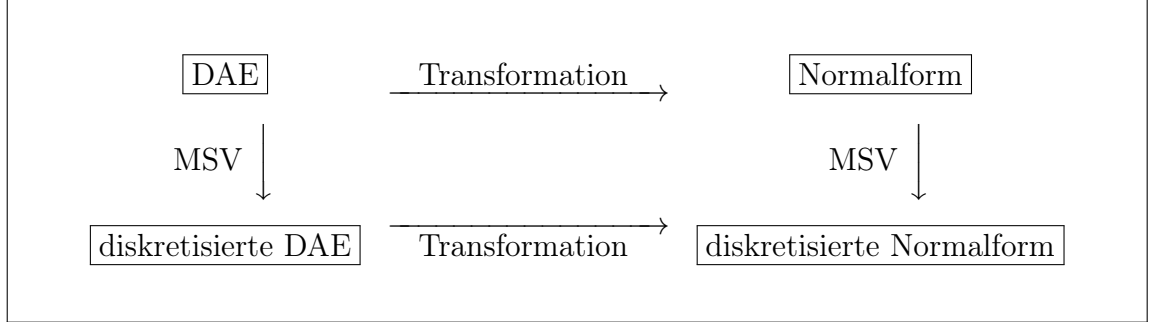 DAE Transformation Normalform
MSV MSV
diskretisierte DAE Transformation diskretisierte Normalform